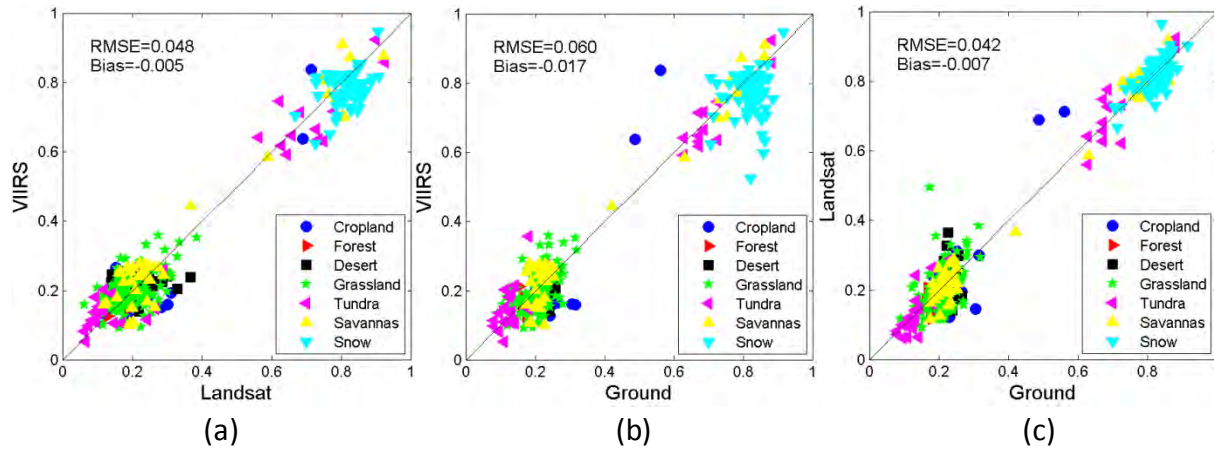 RMSE=0.048
Bias=-0.005
VIIRS
1
0.8
0.6
0.4
0.2
0
0 0.2 0.4 0.6 0.8 1
Landsat
Cropland
Forest
Desert
Grassland
Tundra
Savannas
Snow
(a)
RMSE=0.060
Bias=-0.017
VIIRS
1
0.8
0.6
0.4
0.2
0
0 0.2 0.4 0.6 0.8 1
Ground
Cropland
Forest
Desert
Grassland
Tundra
Savannas
Snow
(b)
RMSE=0.042
Bias=-0.007
Landsat
1
0.8
0.6
0.4
0.2
0
0 0.2 0.4 0.6 0.8
Ground
Cropland
Forest
Desert
Grassland
Tundra
Savannas
Snow
(c)